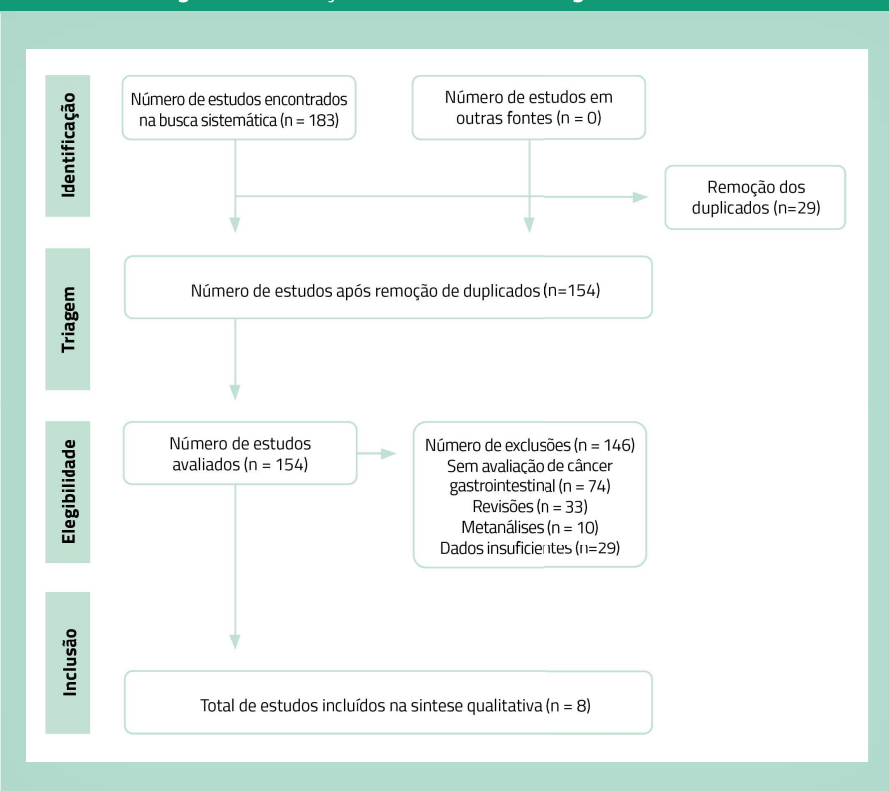 Identificação
Número de estudos encontrados
na busca sistemática (n = 183)
Número de estudos em
outras fontes (n = 0)
Remoção dos
duplicados (n=29)
Triagem
Número de estudos após remoção de duplicados (n=154)
Elegibilidade
Número de estudos
avaliados (n = 154)
Número de exclusões (n = 146)
Sem avaliação de câncer
gastrointestinal (n = 74)
Revisões (n = 33)
Metanálises (n = 10)
Dados insuficientes (n=29)
Inclusão
Total de estudos incluídos na sintese qualitativa (n = 8)